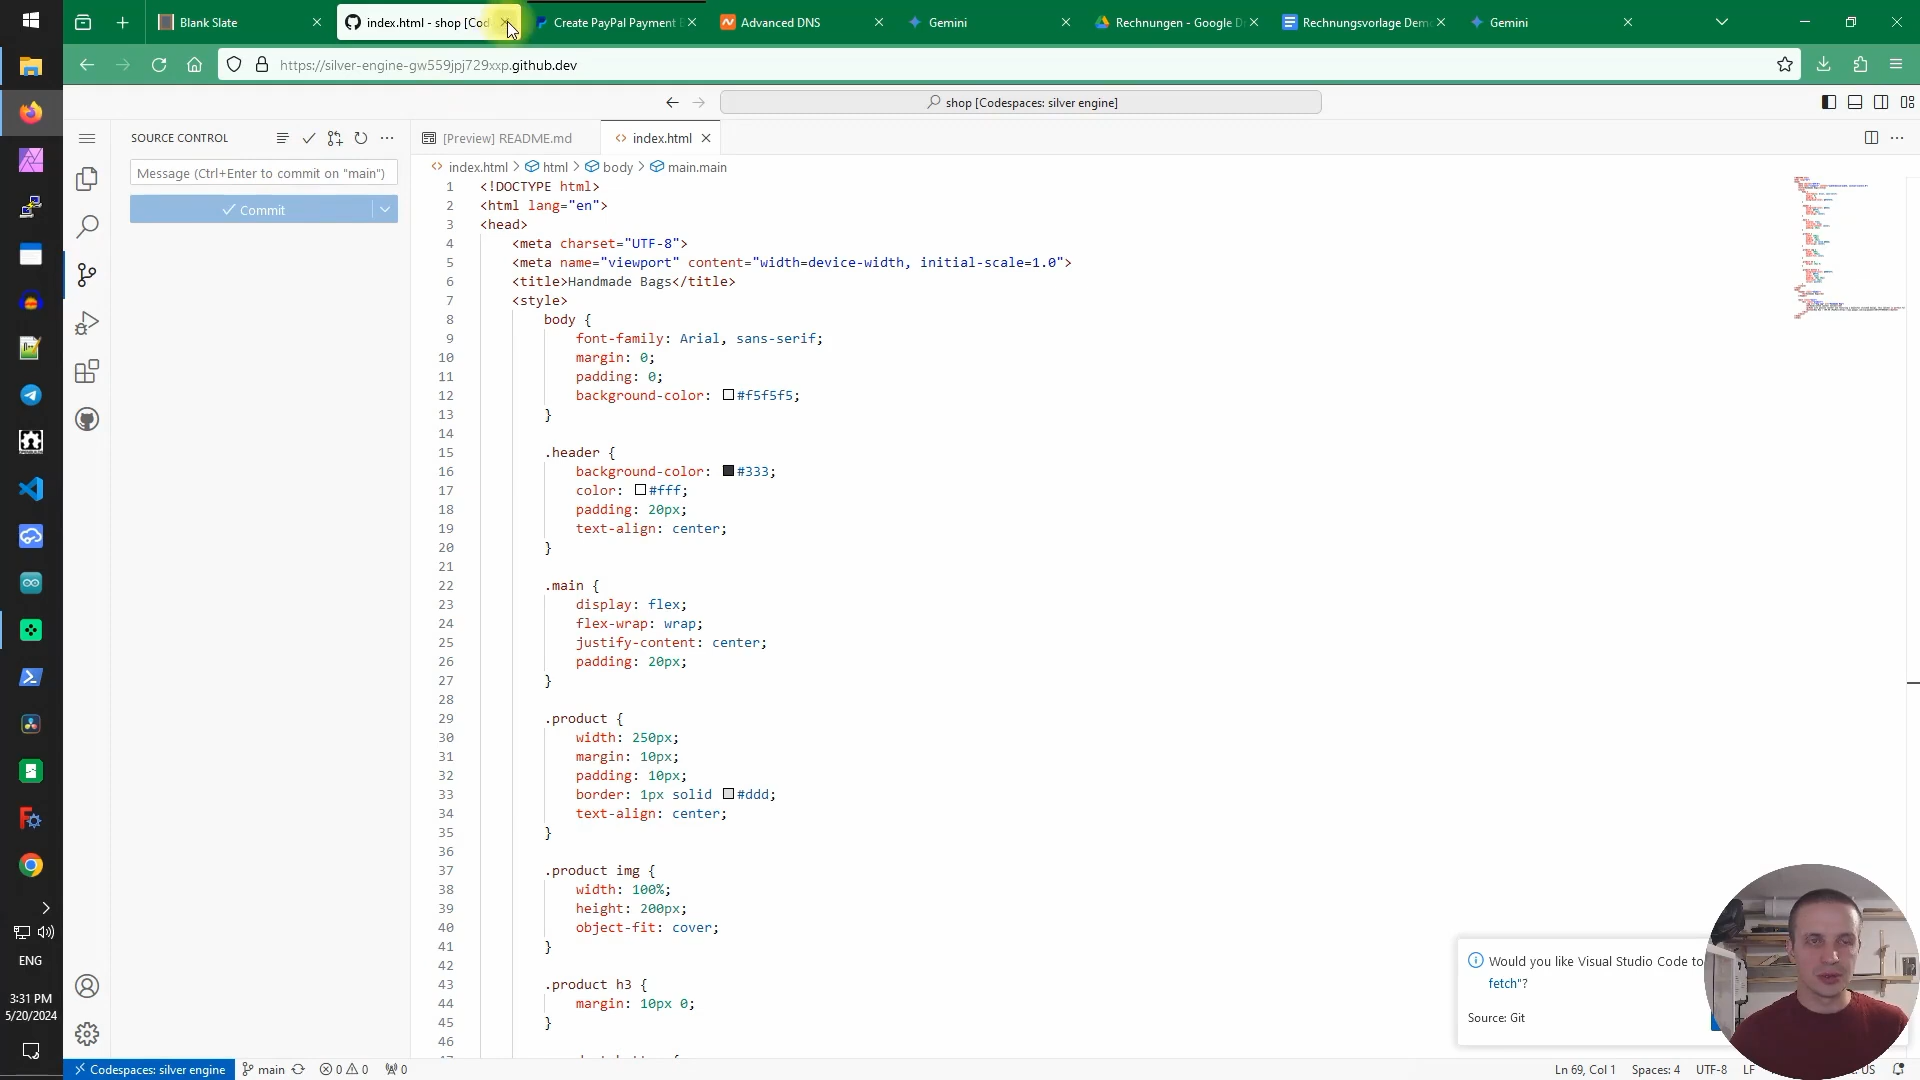 Blank Slate
index.html - shop [Cod
Create PayPal Payment
Advanced DNS
Gemini
Rechnungen - Google D
Rechnungsvorlage Dem
Gemini
https://silver-engine-gw559jpj729xxp.github.dev
shop [Codespaces: silver engine]
SOURCE CONTROL
Message (Ctrl+Enter to commit on "main")
Commit
[Preview] README.md
index.html
index.html > html > body > main.main
1 <!DOCTYPE html>
2 <html lang="en">
3 <head>
4 <meta charset="UTF-8">
5 <meta name="viewport" content="width=device-width, initial-scale=1.0">
6 <title>Handmade Bags</title>
7 <style>
8 body {
9 font-family: Arial, sans-serif;
10 margin: 0;
11 padding: 0;
12 background-color: #f5f5f5;
13 }
14
15 .header {
16 background-color: #333;
17 color: #fff;
18 padding: 20px;
19 text-align: center;
20 }
21
22 .main {
23 display: flex;
24 flex-wrap: wrap;
25 justify-content: center;
26 padding: 20px;
27 }
28
29 .product {
30 width: 250px;
31 margin: 10px;
32 padding: 10px;
33 border: 1px solid #ddd;
34 text-align: center;
35 }
36
37 .product img {
38 width: 100%;
39 height: 200px;
40 object-fit: cover;
41 }
42
43 .product h3 {
44 margin: 10px 0;
45 }
46
Would you like Visual Studio Code to
fetch"?
Source: Git
ENG
3:31 PM
5/20/2024
Codespaces: silver engine
main
0 0
0
Ln 69, Col 1
Spaces: 4
UTF-8
LF
US